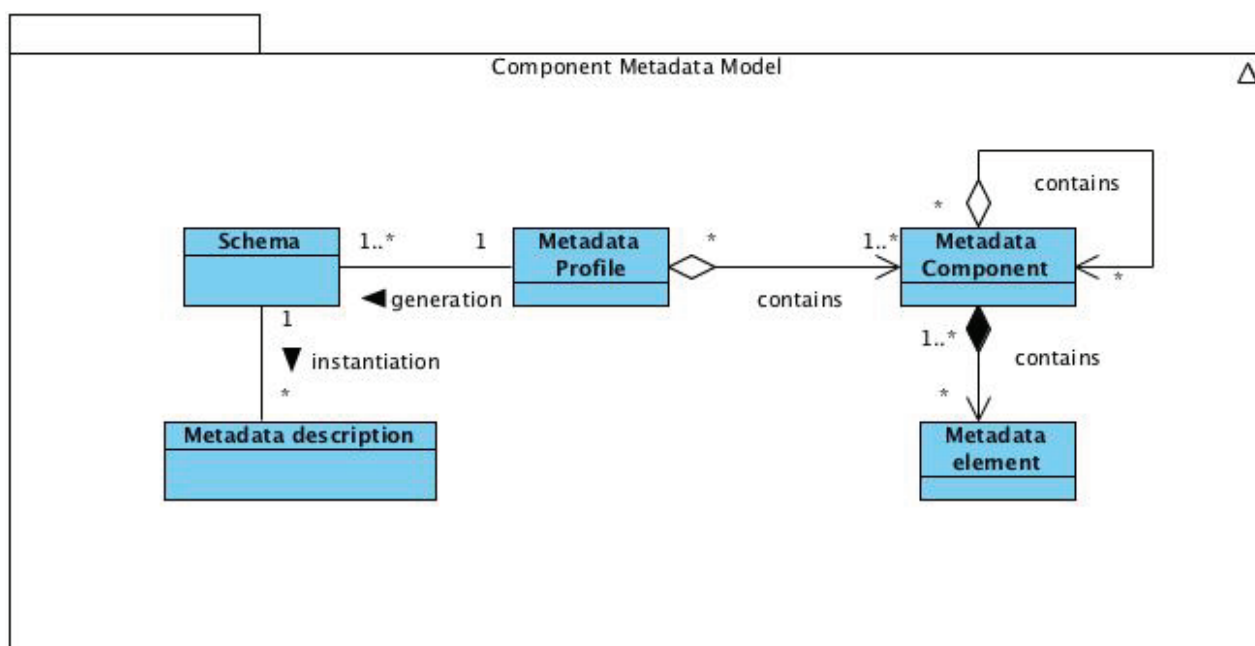 Component Metadata Model
contains
*
Schema
1..*
1
Metadata
Profile
*
1..*
Metadata
Component
*
generation
contains
1
instantiation
*
1..*
contains
*
Metadata description
Metadata
element